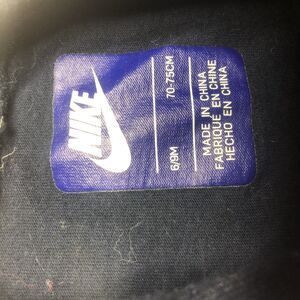 NIKE
6/9M
70-75CM
MADE IN CHINA
FABRIQUÉ EN CHINE
HECHO EN CHINA